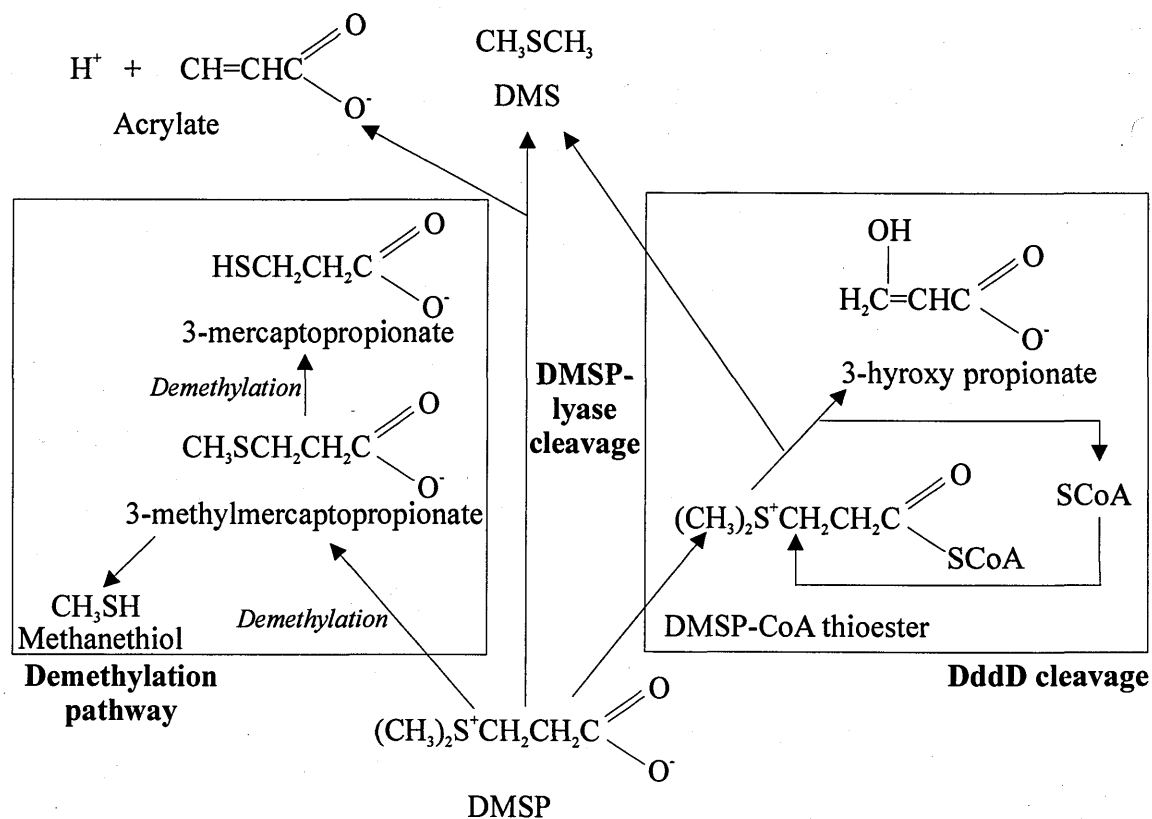 O
H⁺ + CH=CHC
O⁻
Acrylate
CH₃SCH₃
DMS
O
HSCH₂CH₂C
O⁻
3-mercaptopropionate
Demethylation
O
CH₃SCH₂CH₂C
O⁻
3-methylmercaptopropionate
CH₃SH
Methanethiol
Demethylation
Demethylation
pathway
DMSP-
lyase
cleavage
OH
O
H₂C=CHC
O⁻
3-hyroxy propionate
SCoA
O
(CH₃)₂S⁺CH₂CH₂C
SCoA
DMSP-CoA thioester
DddD cleavage
O
(CH₃)₂S⁺CH₂CH₂C
O⁻
DMSP